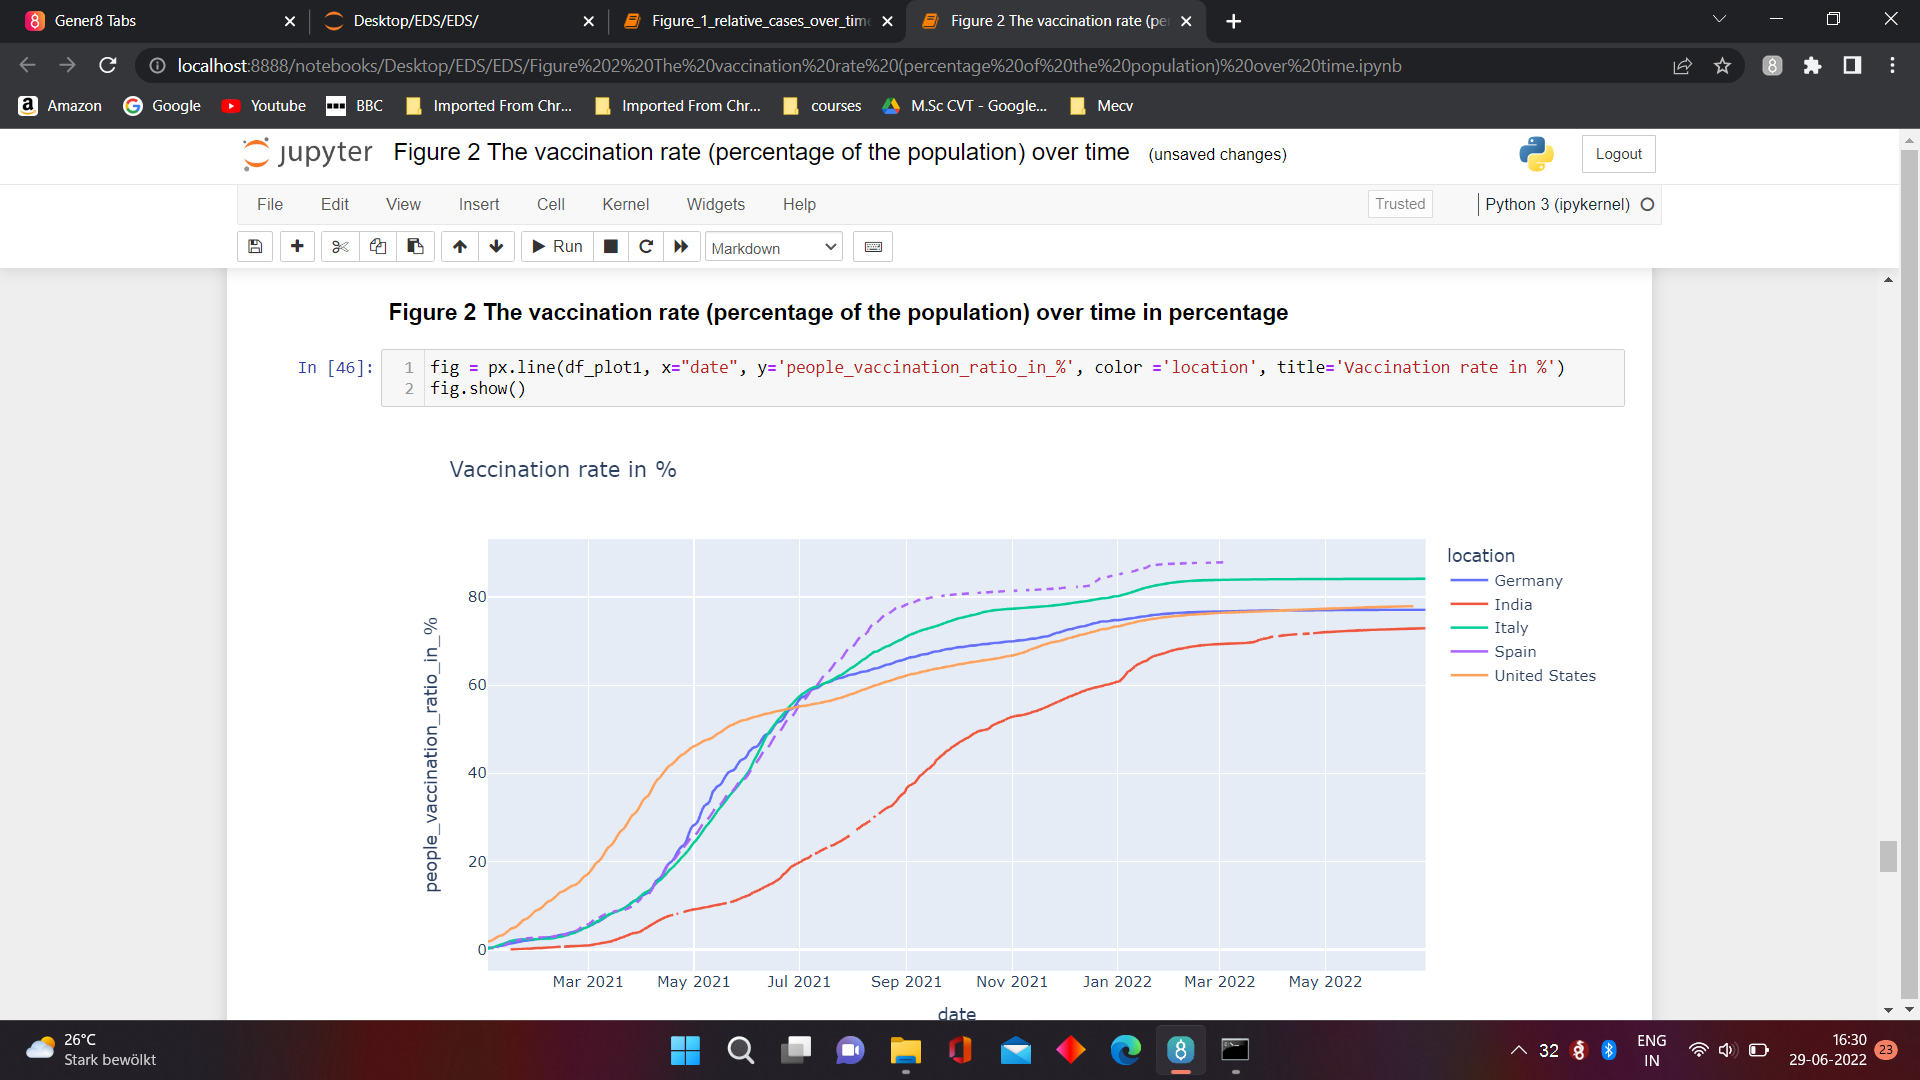 Gener8 Tabs
Desktop/EDS/EDS/
Figure_1_relative_cases_over_tim
Figure 2 The vaccination rate (per
localhost:8888/notebooks/Desktop/EDS/EDS/Figure%202%20The%20vaccination%20rate%20(percentage%20of%20the%20population)%20over%20time.ipynb
Amazon
Google
Youtube
BBC
Imported From Chr...
Imported From Chr...
courses
M.Sc CVT - Google...
Mecv
jupyter
Figure 2 The vaccination rate (percentage of the population) over time
(unsaved changes)
Logout
File
Edit
View
Insert
Cell
Kernel
Widgets
Help
Trusted
Python 3 (ipykernel)
Run
Markdown
Figure 2 The vaccination rate (percentage of the population) over time in percentage
In [46]:
1 fig = px.line(df_plot1, x="date", y='people_vaccination_ratio_in_%', color ='location', title='Vaccination rate in %')
2 fig.show()
Vaccination rate in %
people_vaccination_ratio_in_%
80
60
40
20
0
Mar 2021
May 2021
Jul 2021
Sep 2021
Nov 2021
Jan 2022
Mar 2022
May 2022
date
location
Germany
India
Italy
Spain
United States
26°C
Stark bewölkt
32
ENG
IN
16:30
29-06-2022
23